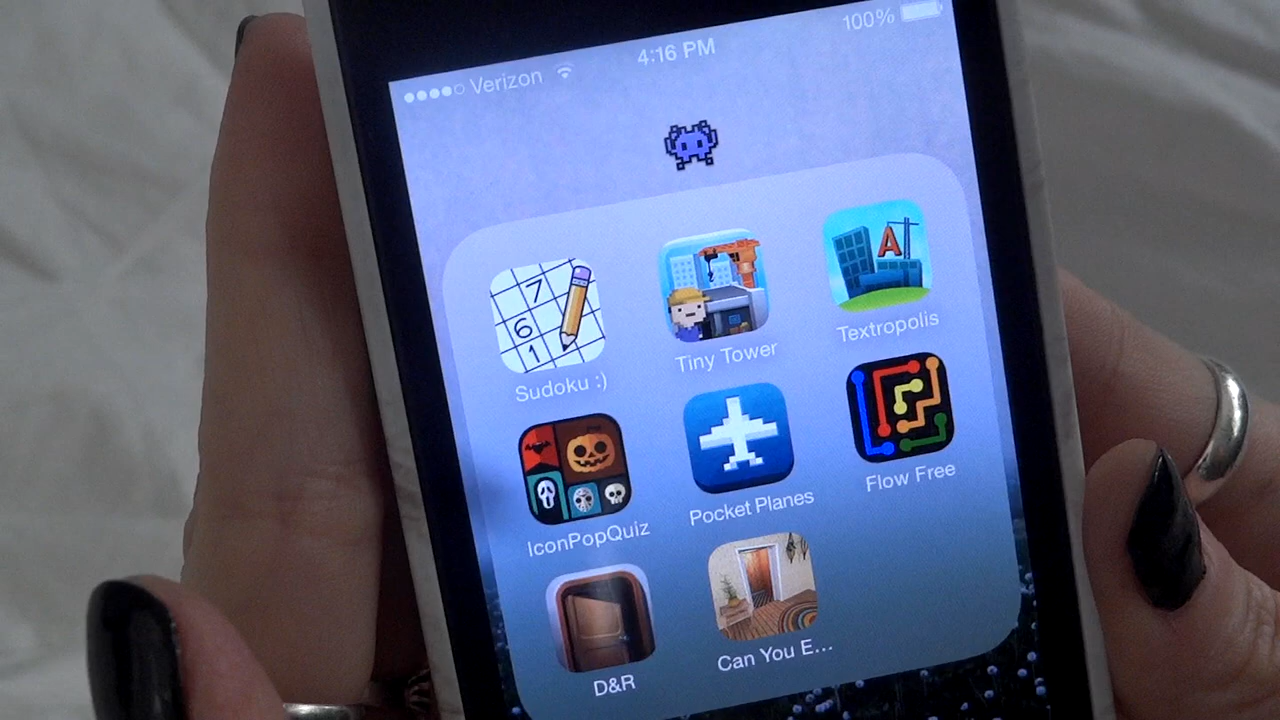 Verizon 4:16 PM 100%
7
6
1
A
Sudoku :) Tiny Tower Textropolis
IconPopQuiz Pocket Planes Flow Free
D&R Can You E...